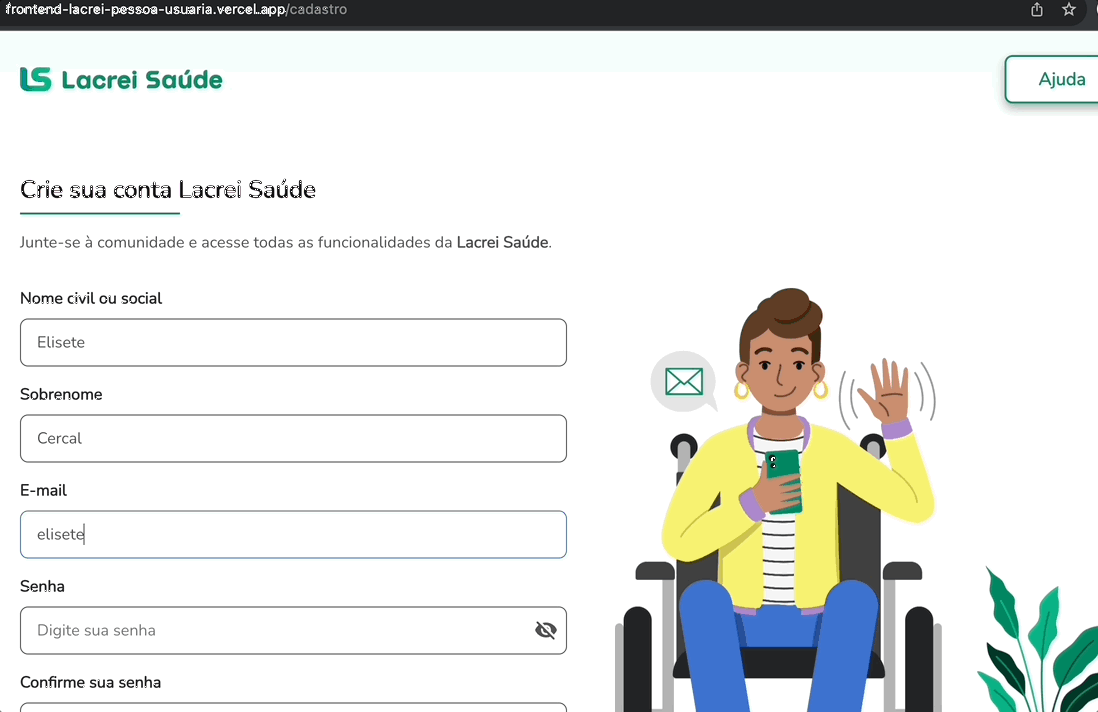 frontend-lacrei-pessoa-usuaria.vercel.app/cadastro
LS Lacrei Saúde
Ajuda
Crie sua conta Lacrei Saúde
Junte-se à comunidade e acesse todas as funcionalidades da Lacrei Saúde.
Nome civil ou social
Elisete
Sobrenome
Cercal
E-mail
elisete
Senha
Digite sua senha
Confirme sua senha